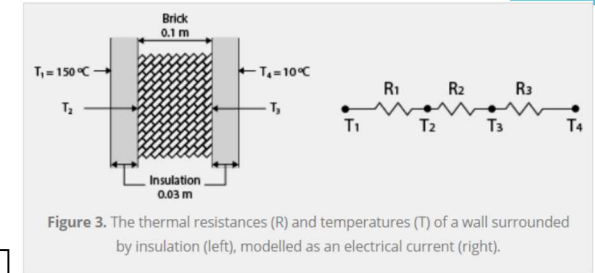 Brick
0.1 m
T₁ = 150 °C
T₄ = 10 °C
T₂
T₃
Insulation
0.03 m
R₁
R₂
R₃
T₁
T₂
T₃
T₄
Figure 3. The thermal resistances (R) and temperatures (T) of a wall surrounded
by insulation (left), modelled as an electrical current (right).